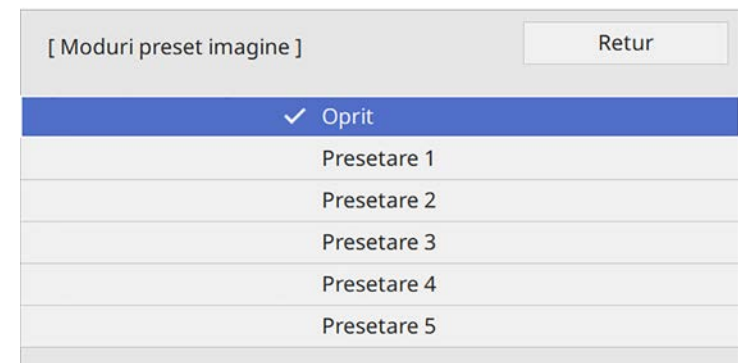 [ Moduri preset imagine ]
Retur
Oprit
Presetare 1
Presetare 2
Presetare 3
Presetare 4
Presetare 5